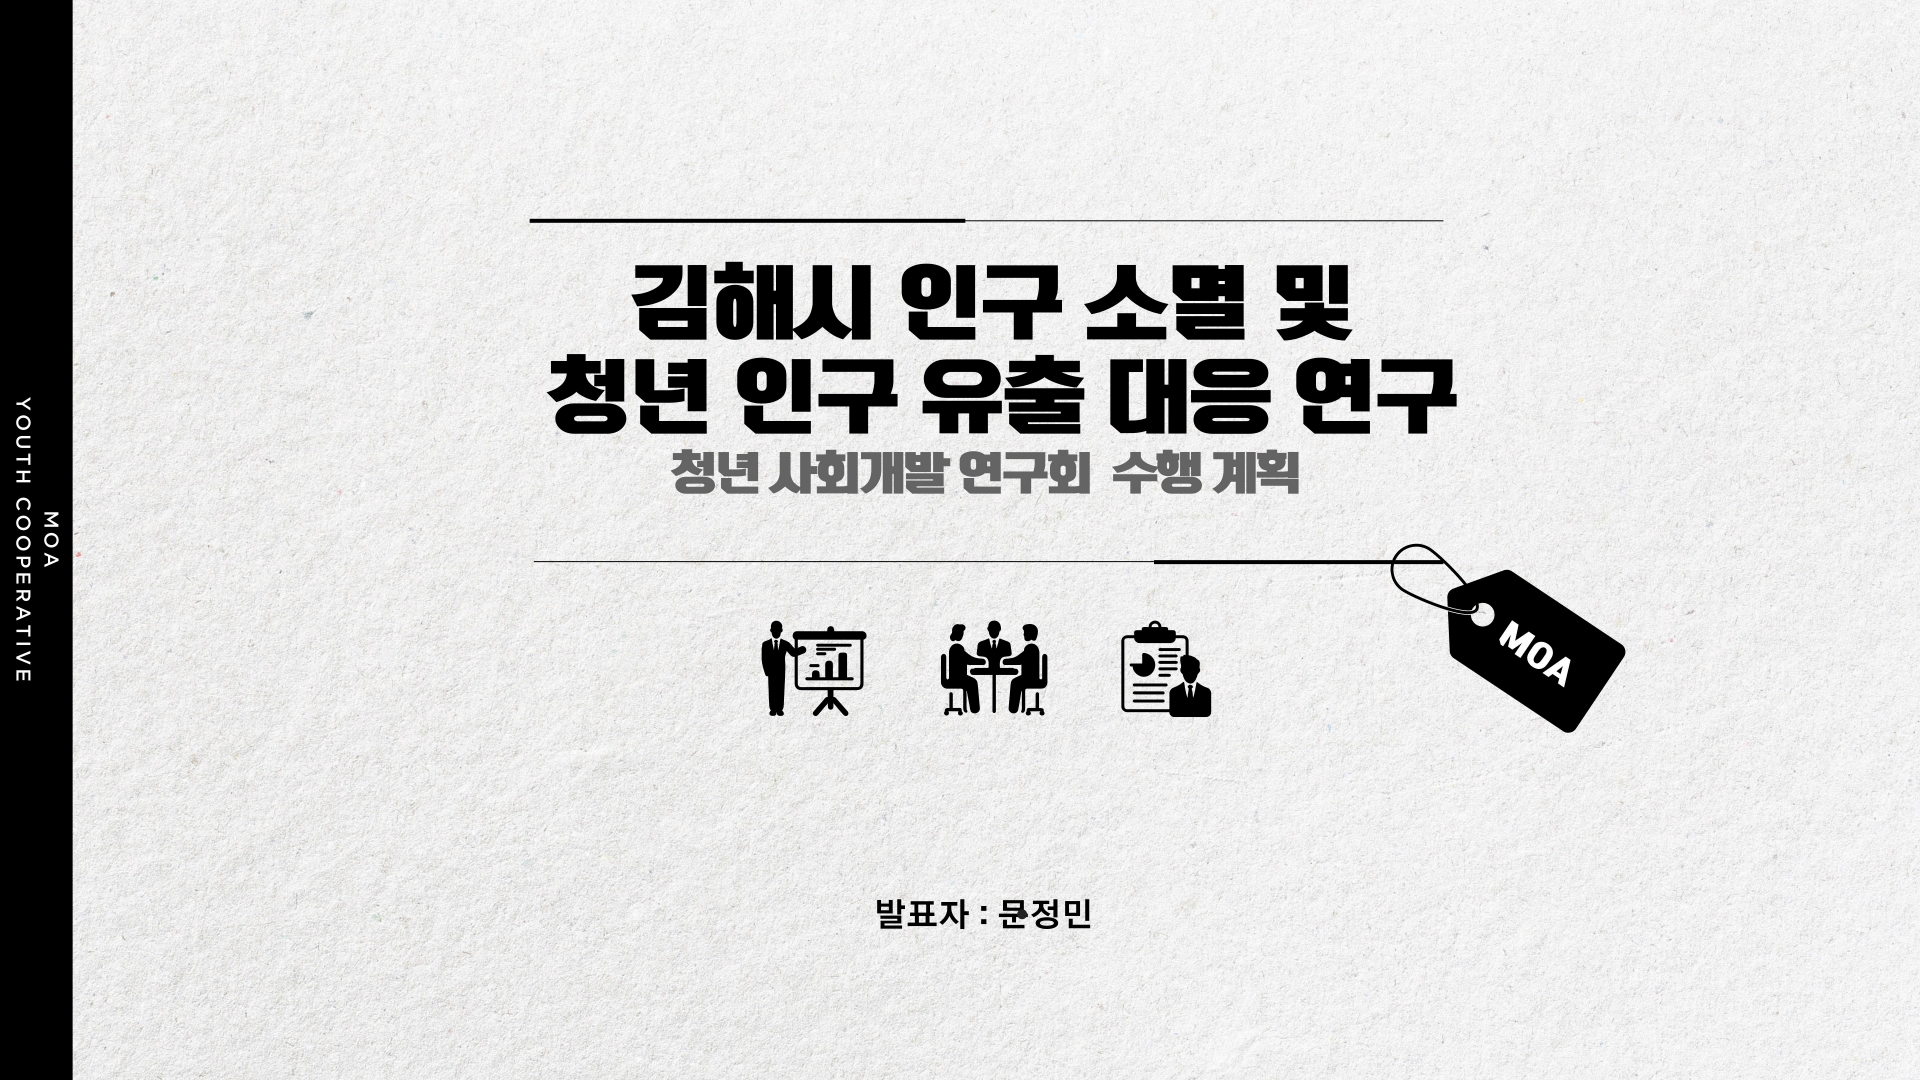 MOA
YOUTH COOPERATIVE
김해시 인구 소멸 및
청년 인구 유출 대응 연구
청년 사회개발 연구회 수행 계획
MOA
발표자 : 문정민